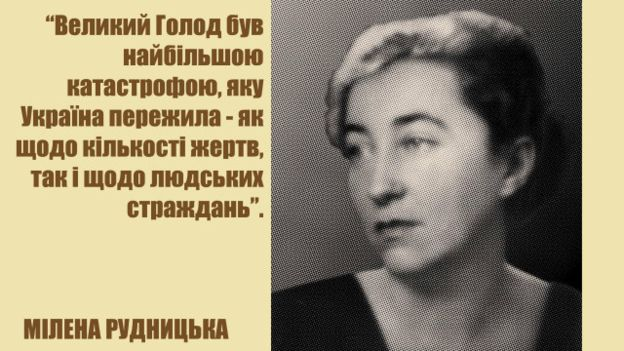 “Великий Голод був
найбільшою
катастрофою, яку
Україна пережила - як
щодо кількості жертв,
так і щодо людських
страждань”.
МІЛЕНА РУДНИЦЬКА